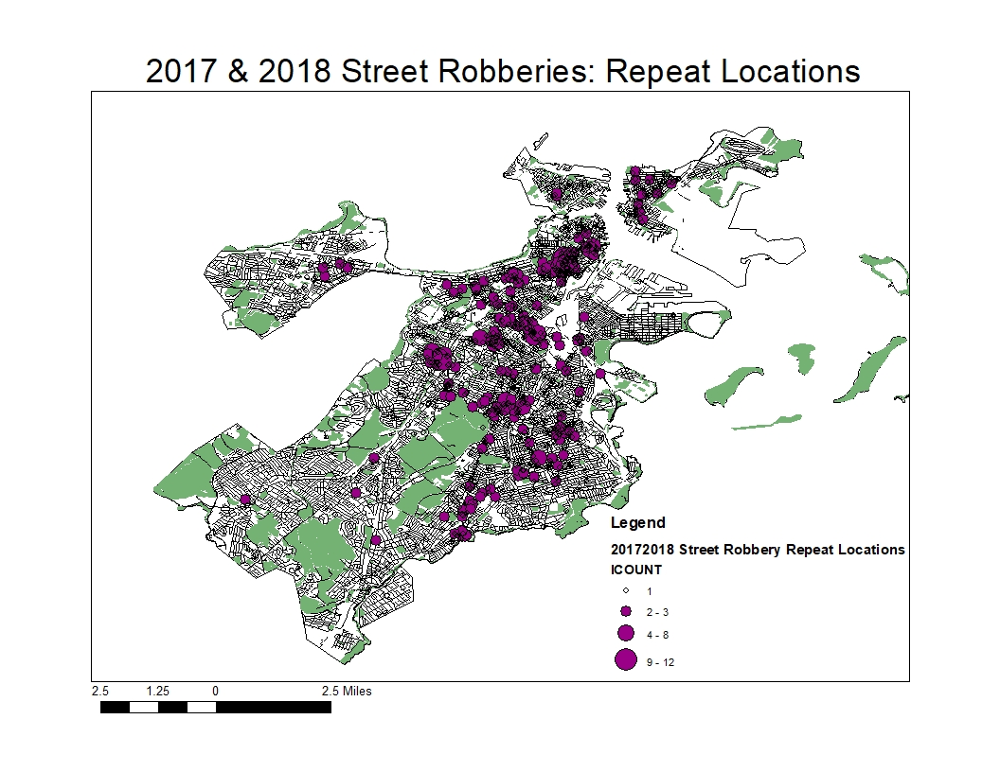 2017 & 2018 Street Robberies: Repeat Locations
Legend
20172018 Street Robbery Repeat Locations
ICOUNT
1
2 - 3
4 - 8
9 - 12
2.5 1.25 0 2.5 Miles